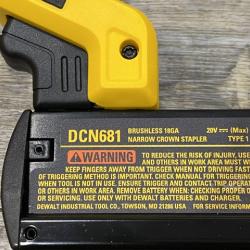 DCN681
BRUSHLESS 18GA
NARROW CROWN STAPLER
20V (Max)
TYPE 1
WARNING
TO REDUCE THE RISK OF INJURY, USE
AND OTHERS IN WORK AREA MUST W
KEEP FINGERS AWAY FROM TRIGGER WHEN NOT DRIVING FAST
OF TRIGGERING METHOD IS IMPORTANT. CHECK MANUAL FOR TRIGGERING
WHEN TOOL IS NOT IN USE. ENSURE TRIGGER AND CONTACT TRIP OPERAT
OR OTHERS IN WORK AREA. REMOVE BATTERY WHEN: CHECKING PROPER O
OR SERVICING. USE ONLY WITH DEWALT BATTERIES AND CHARGERS.
DEWALT INDUSTRIAL TOOL CO., TOWSON, MD 21286 USA FOR SERVICE INFOR